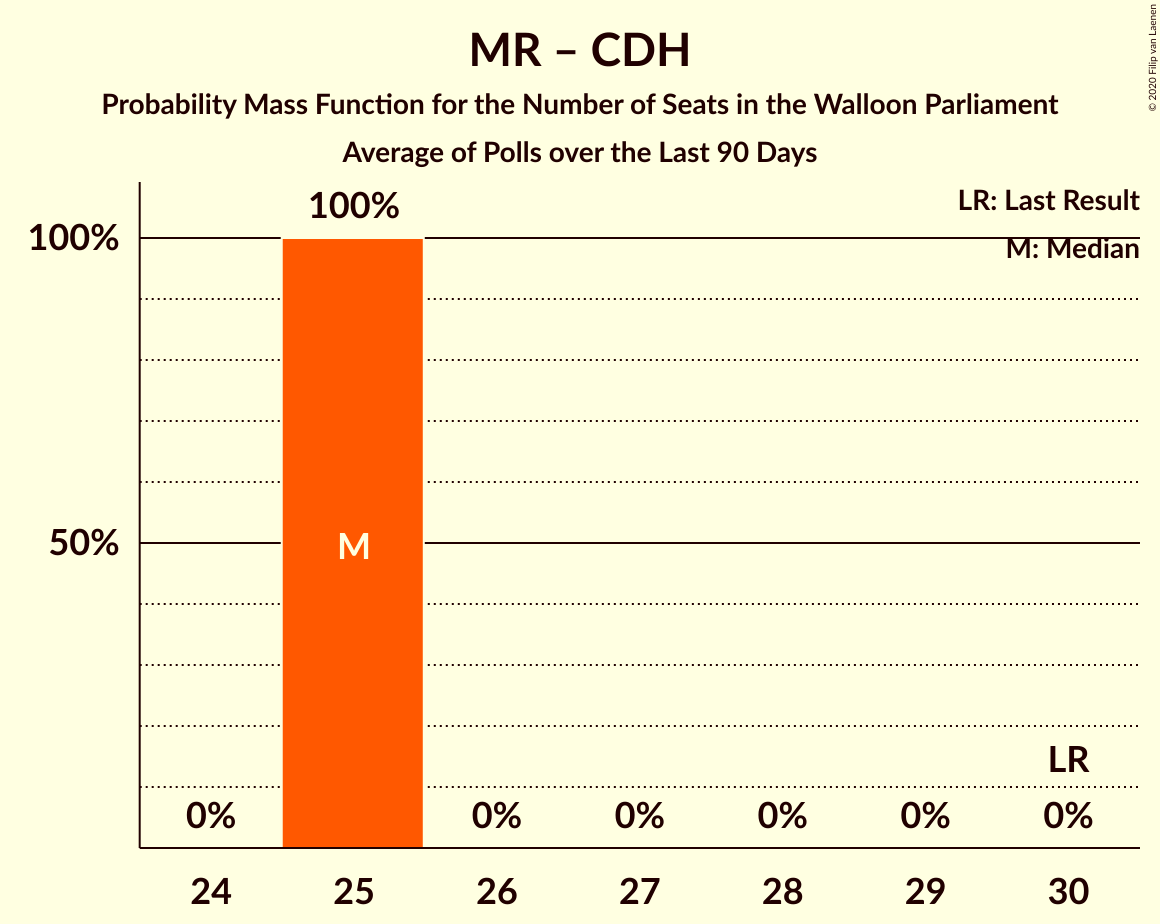 MR – CDH
Probability Mass Function for the Number of Seats in the Walloon Parliament
Average of Polls over the Last 90 Days
© 2020 Filip van Laenen
LR: Last Result
M: Median
100%
100%
50%
M
LR
0%
0%
0%
0%
0%
0%
24
25
26
27
28
29
30